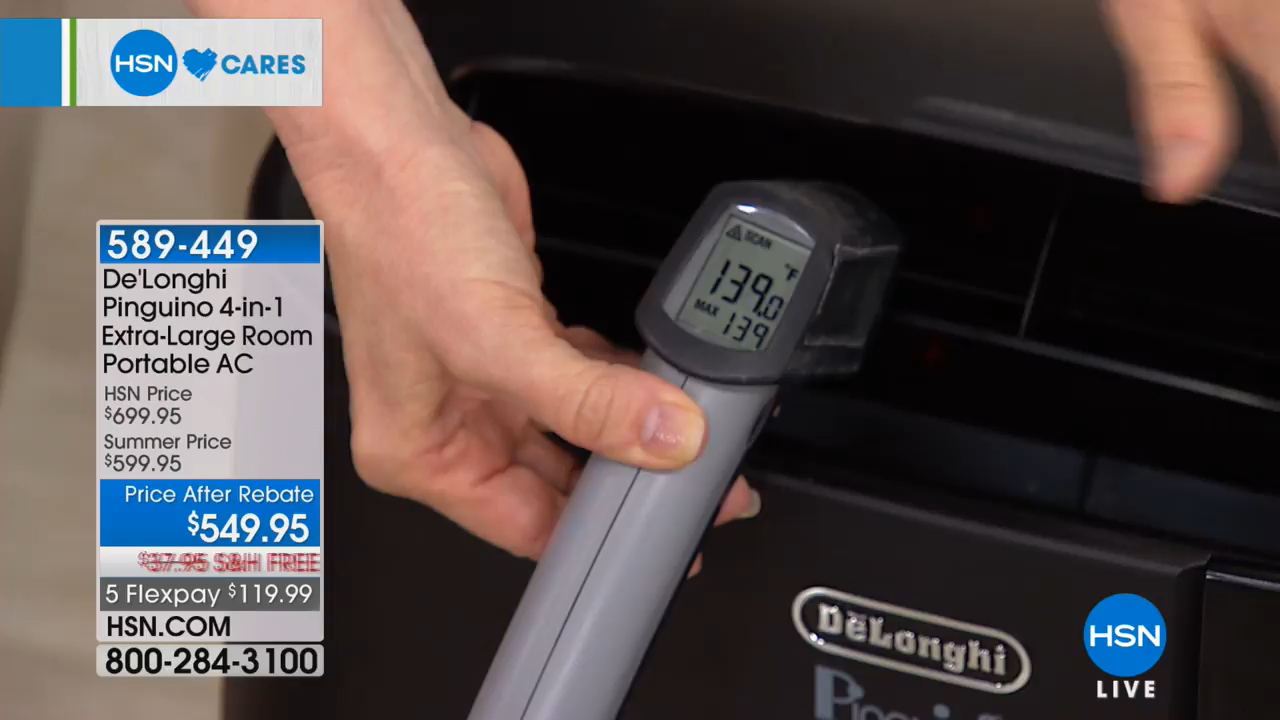 HSN CARES
589-449
De'Longhi
Pinguino 4-in-1
Extra-Large Room
Portable AC
HSN Price
$699.95
Summer Price
$599.95
Price After Rebate
$549.95
$37.95 S&H FREE
5 Flexpay $119.99
HSN.COM
800-284-3100
SCAN
139.0 °F
MAX 139
DeLonghi
HSN
LIVE